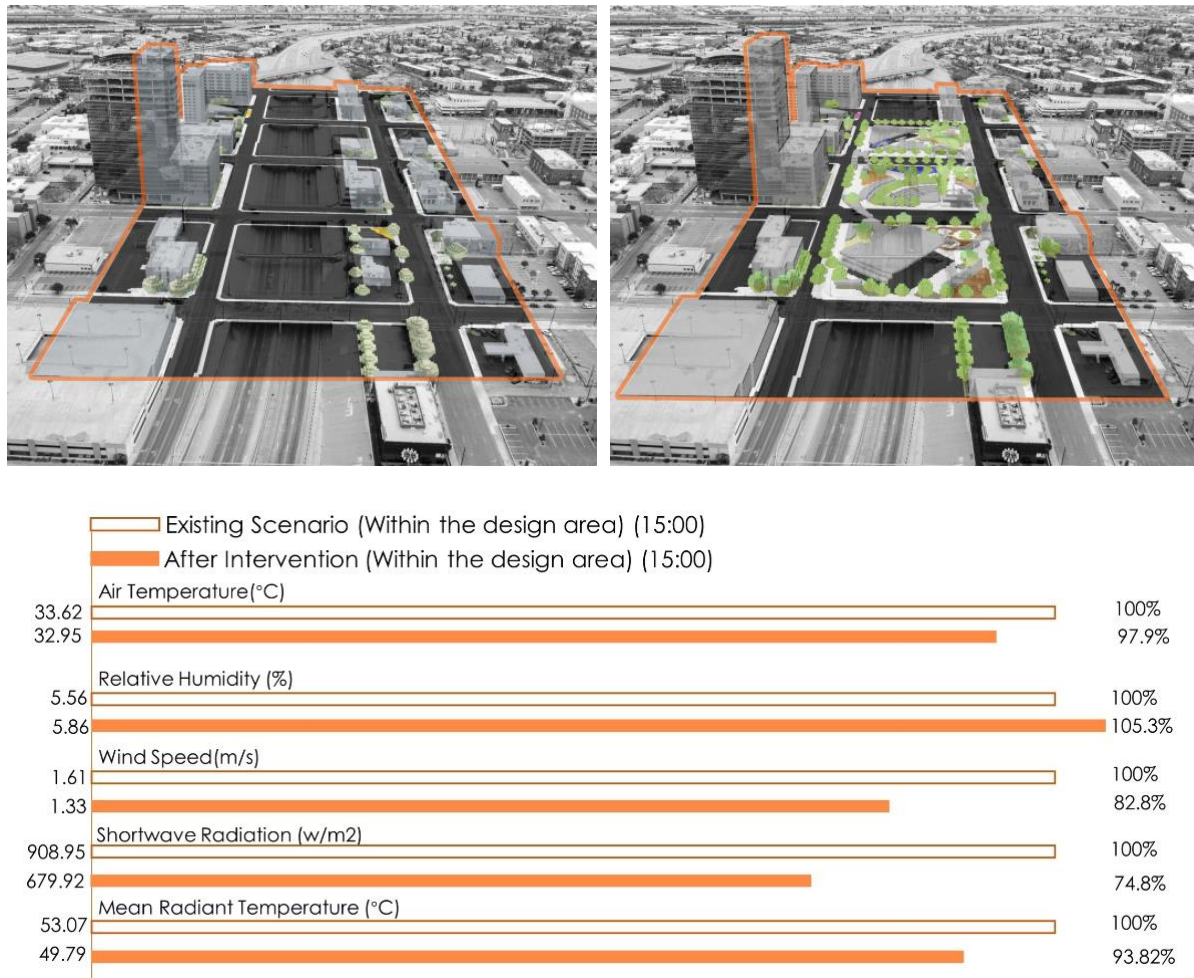 Existing Scenario (Within the design area) (15:00)
After Intervention (Within the design area) (15:00)
Air Temperature(°C)
33.62 100%
32.95 97.9%
Relative Humidity (%)
5.56 100%
5.86 105.3%
Wind Speed(m/s)
1.61 100%
1.33 82.8%
Shortwave Radiation (w/m2)
908.95 100%
679.92 74.8%
Mean Radiant Temperature (°C)
53.07 100%
49.79 93.82%